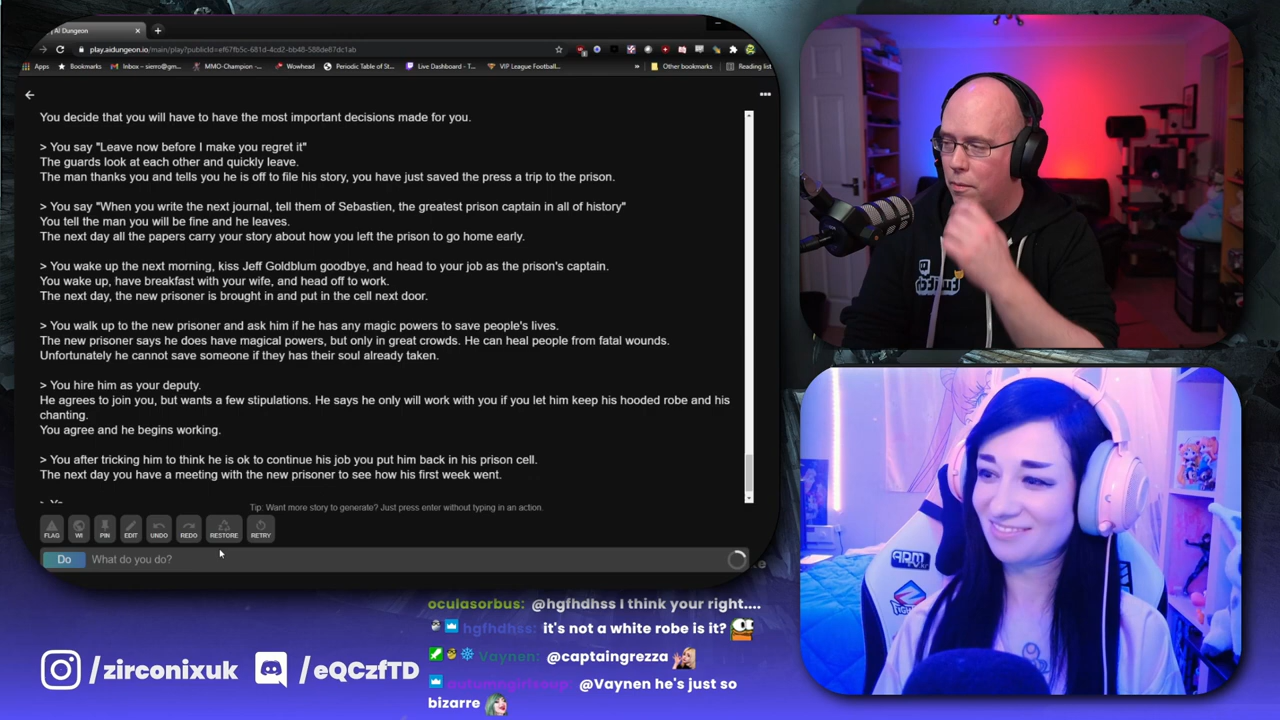 AI Dungeon
play.aidungeon.io/main/play?publicId=ef67fb5c-681d-4cd2-bb48-588de87dc1ab
Apps Bookmarks Inbox – sierro@gm... MMO-Champion -... Wowhead Periodic Table of St... Live Dashboard - T... VIP League Football... » Other bookmarks Reading list
You decide that you will have to have the most important decisions made for you.
> You say "Leave now before I make you regret it"
The guards look at each other and quickly leave.
The man thanks you and tells you he is off to file his story, you have just saved the press a trip to the prison.
> You say "When you write the next journal, tell them of Sebastien, the greatest prison captain in all of history"
You tell the man you will be fine and he leaves.
The next day all the papers carry your story about how you left the prison to go home early.
> You wake up the next morning, kiss Jeff Goldblum goodbye, and head to your job as the prison's captain.
You wake up, have breakfast with your wife, and head off to work.
The next day, the new prisoner is brought in and put in the cell next door.
> You walk up to the new prisoner and ask him if he has any magic powers to save people's lives.
The new prisoner says he does have magical powers, but only in great crowds. He can heal people from fatal wounds.
Unfortunately he cannot save someone if they has their soul already taken.
> You hire him as your deputy.
He agrees to join you, but wants a few stipulations. He says he only will work with you if you let him keep his hooded robe and his
chanting.
You agree and he begins working.
> You after tricking him to think he is ok to continue his job you put him back in his prison cell.
The next day you have a meeting with the new prisoner to see how his first week went.
Tip: Want more story to generate? Just press enter without typing in an action.
FLAG WI PIN EDIT UNDO REDO RESTORE RETRY
Do What do you do?
oculasorbus: @hgfhdhss I think your right....
hgfhdhss: it's not a white robe is it?
Vaynen: @captaingrezza
@Vaynen he's just so
bizarre
/zirconixuk /eQCzfTD
twitch
ARM